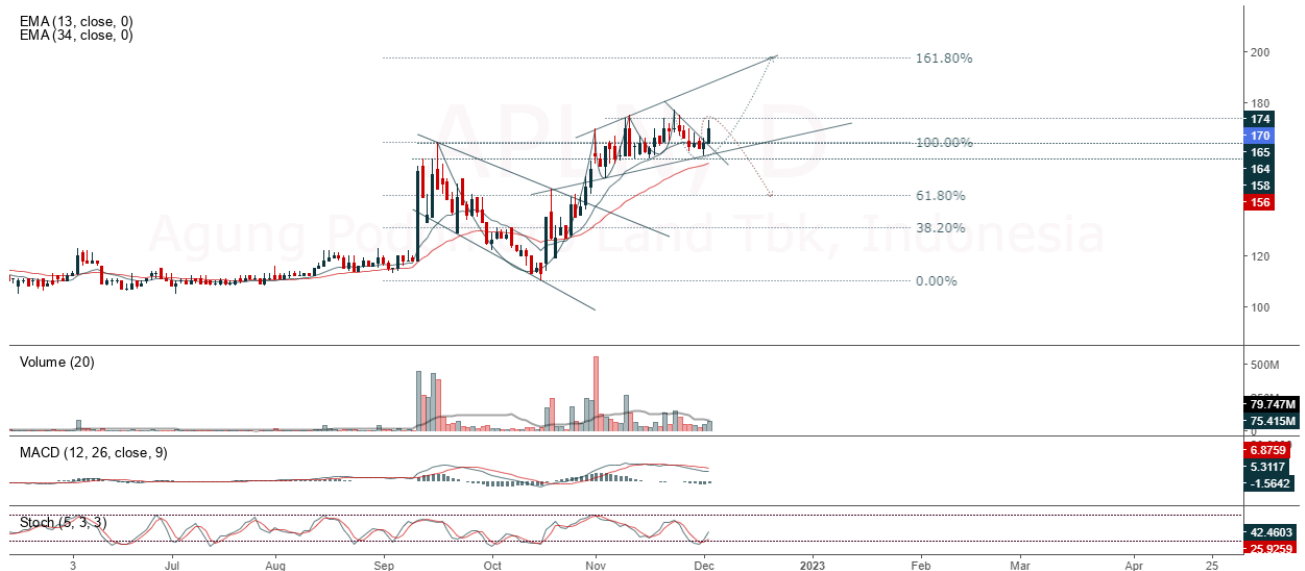 EMA (13, close, 0)
EMA (34, close, 0)
APLN, D
Agung Podomoro Land Tbk, Indonesia
161.80%
100.00%
61.80%
38.20%
0.00%
200
180
174
170
165
164
158
156
120
100
Volume (20)
500M
79.747M
75.415M
0
MACD (12, 26, close, 9)
6.8759
5.3117
-1.5642
Stoch (5, 3, 3)
42.4603
25.9259
3
Jul
Aug
Sep
Oct
Nov
Dec
2023
Feb
Mar
Apr
25